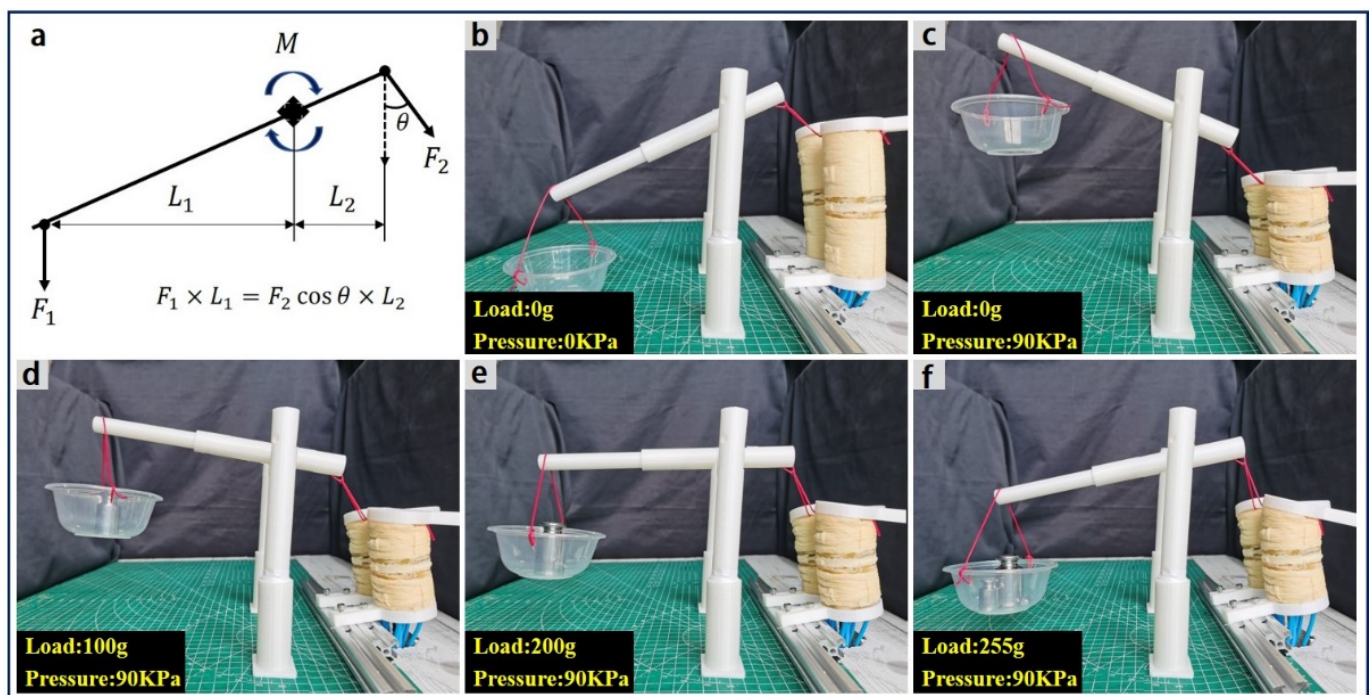 a
M
θ
F₂
L₁
L₂
F₁
F₁ × L₁ = F₂ cos θ × L₂
b
Load:0g
Pressure:0KPa
c
Load:0g
Pressure:90KPa
d
Load:100g
Pressure:90KPa
e
Load:200g
Pressure:90KPa
f
Load:255g
Pressure:90KPa